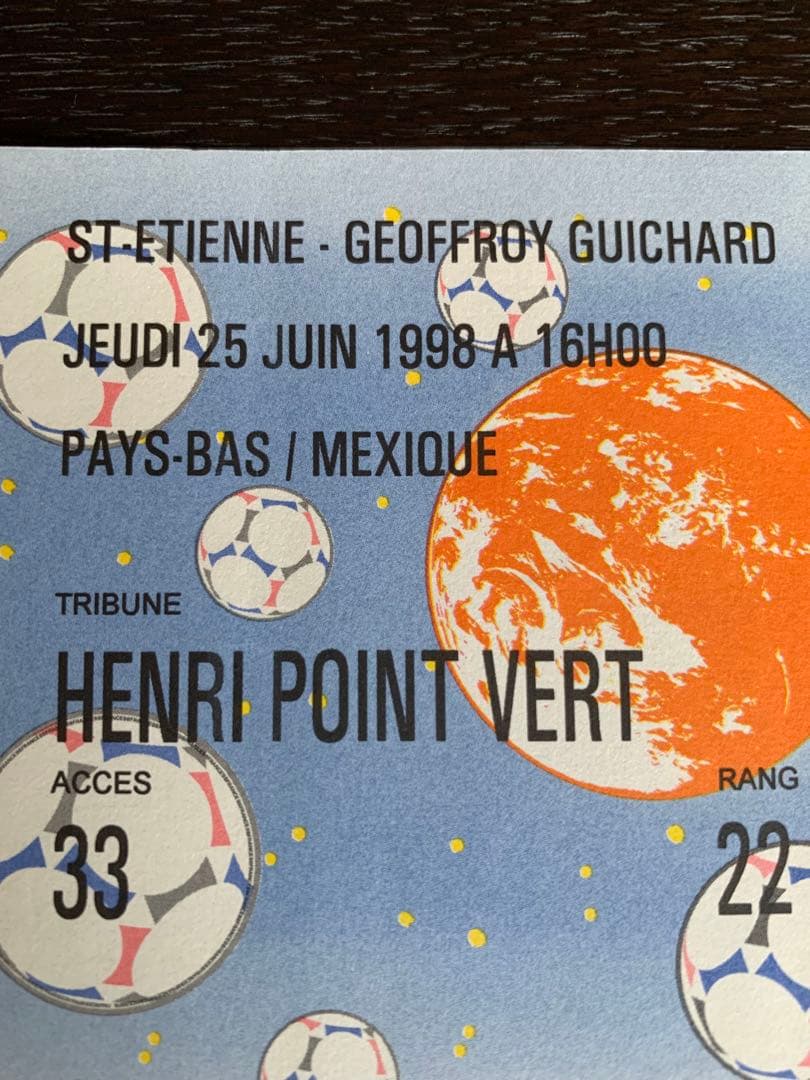 ST-ETIENNE - GEOFFROY GUICHARD
JEUDI 25 JUIN 1998 A 16H00
PAYS-BAS / MEXIQUE
TRIBUNE
HENRI POINT VERT
ACCES
RANG
33
22